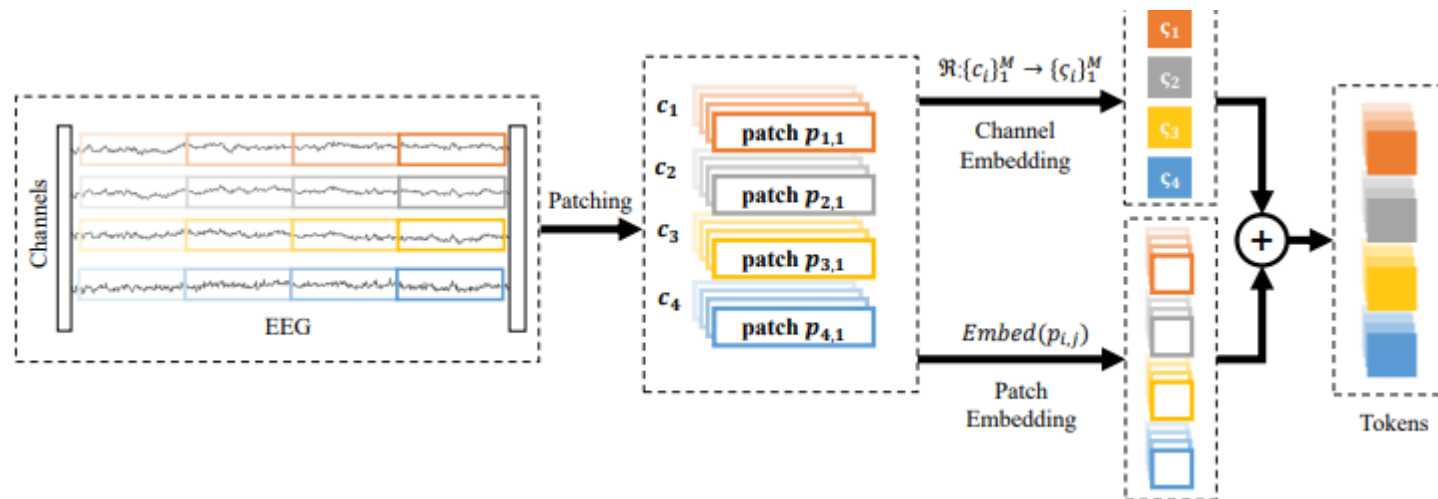 Channels
EEG
Patching
c₁
patch p₁,₁
c₂
patch p₂,₁
c₃
patch p₃,₁
c₄
patch p₄,₁
ℜ:{cᵢ}₁ᴹ → {ςᵢ}₁ᴹ
Channel
Embedding
Embed(pᵢ,ⱼ)
Patch
Embedding
ς₁
ς₂
ς₃
ς₄
+
Tokens